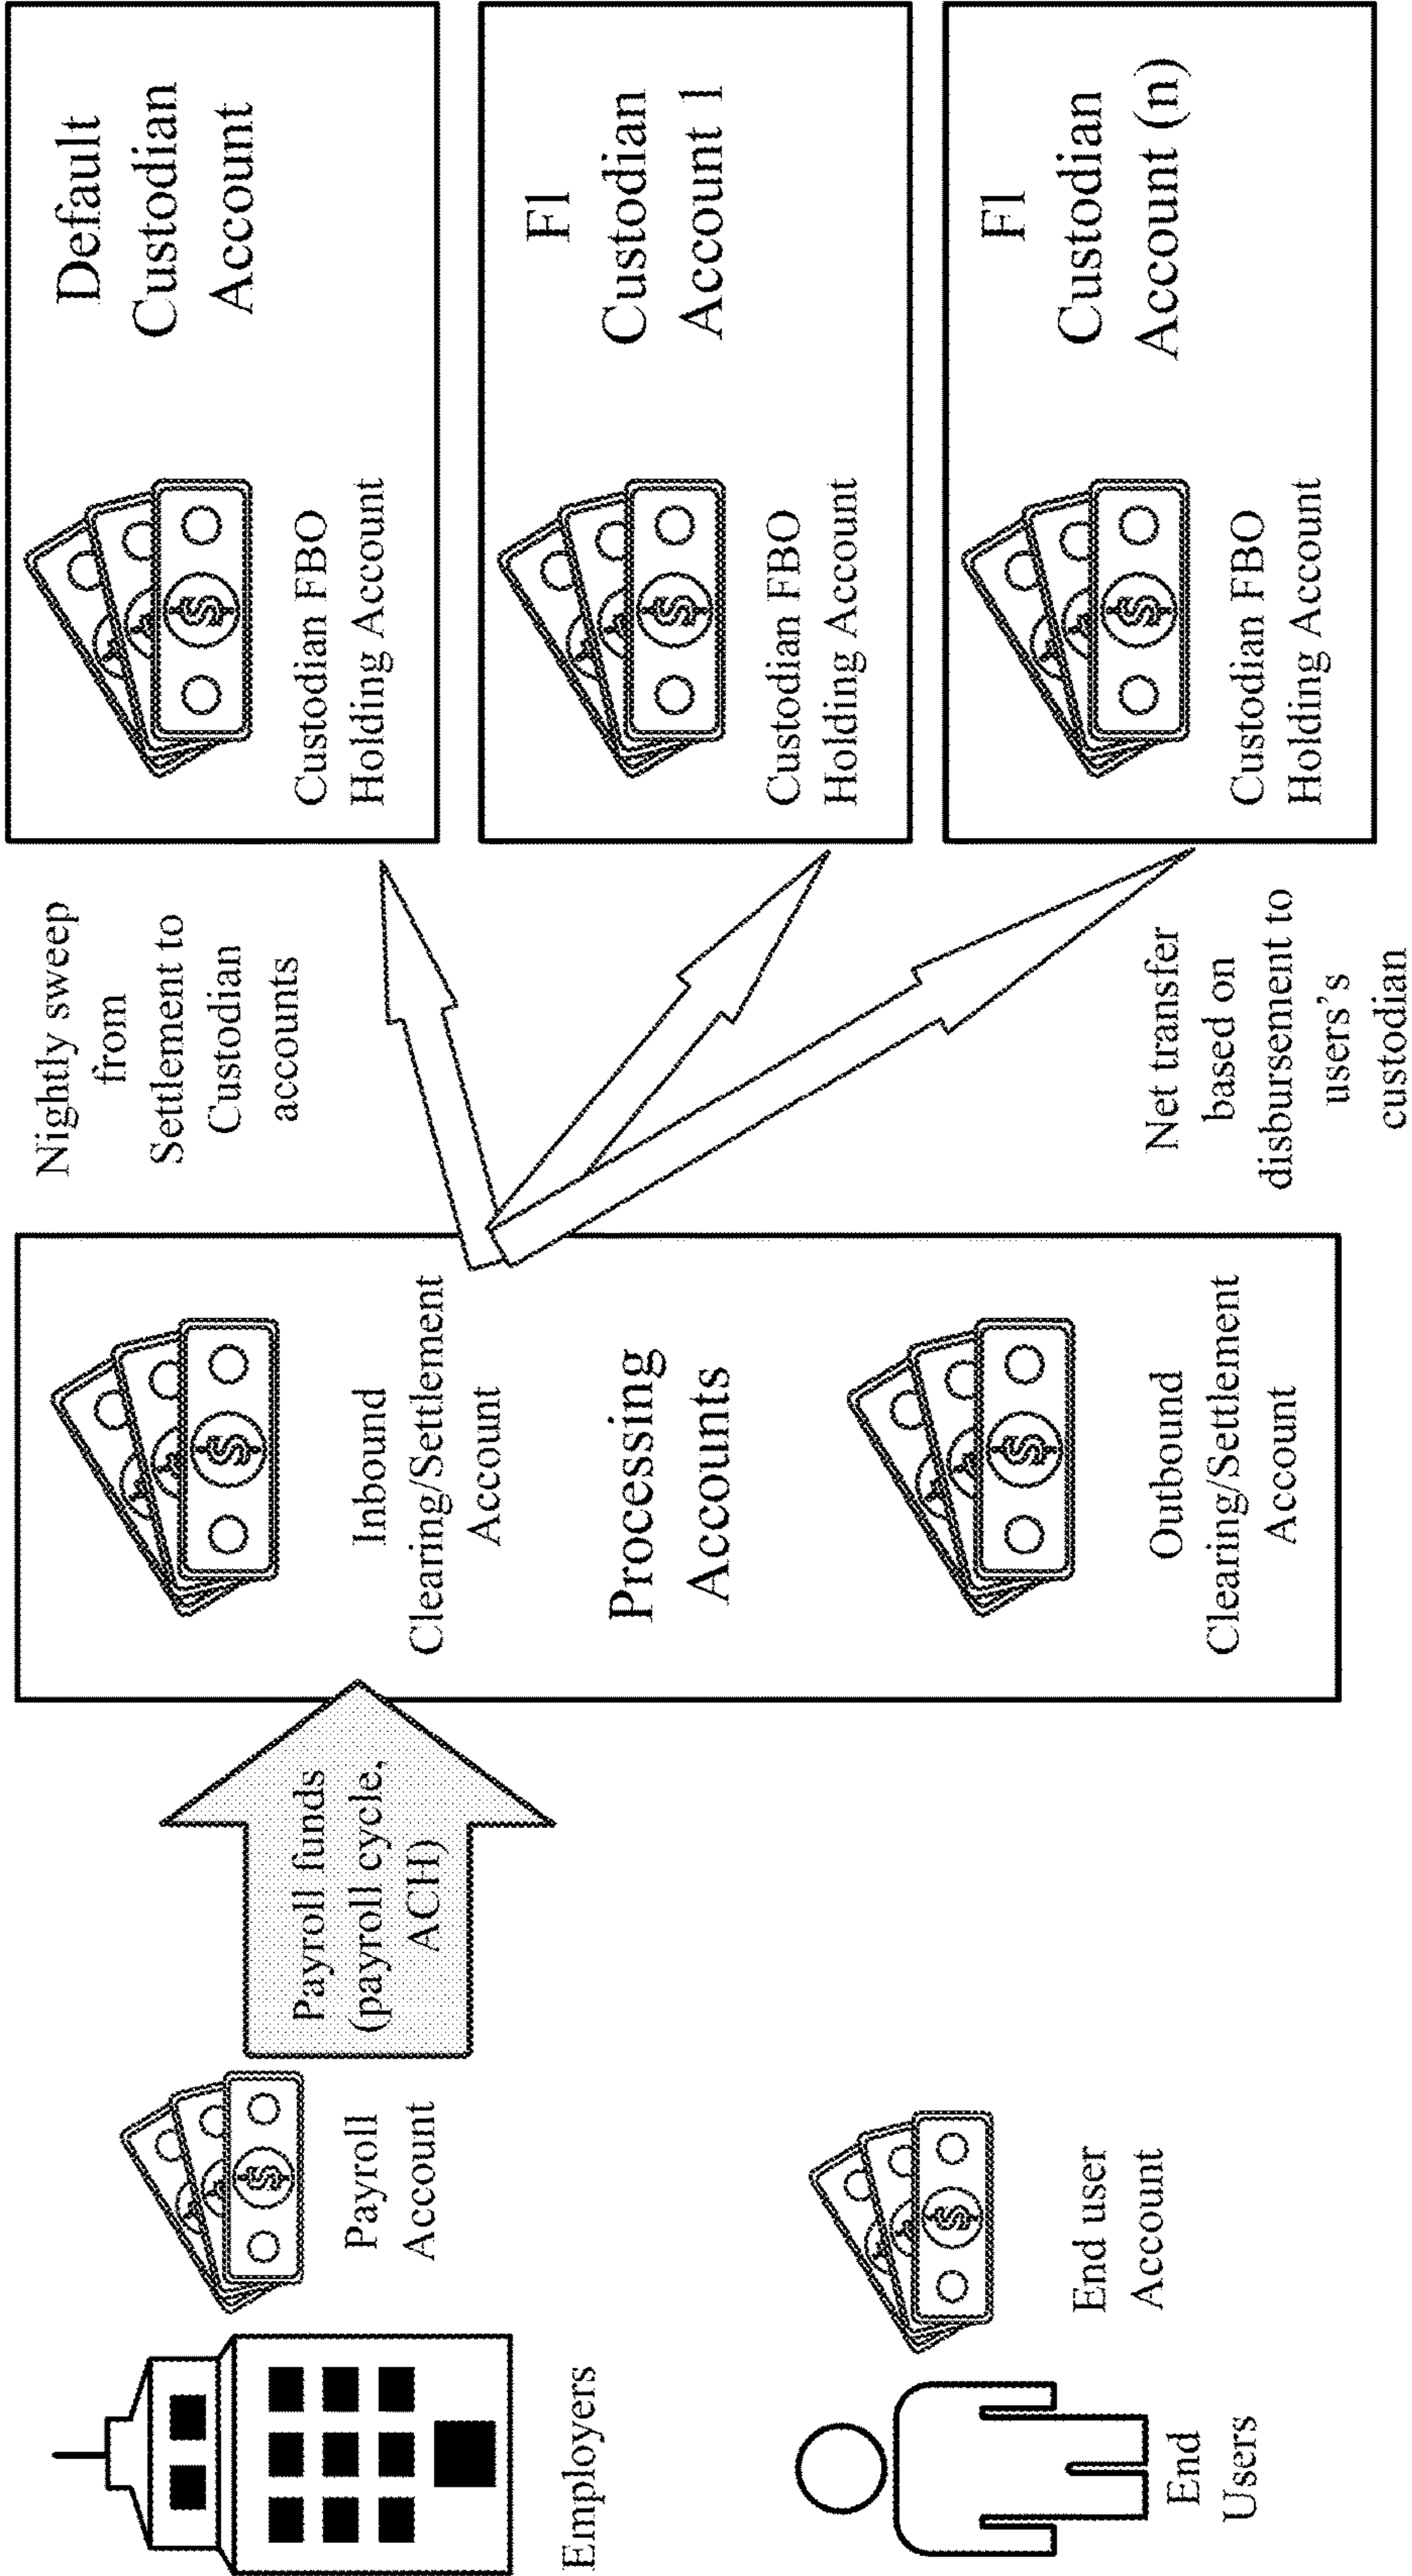 Employers
Payroll
Account
Payroll funds
(payroll cycle,
ACH)
End
Users
End user
Account
Inbound
Clearing/Settlement
Account
Processing
Accounts
Outbound
Clearing/Settlement
Account
Nightly sweep
from
Settlement to
Custodian
accounts
Net transfer
based on
disbursement to
users's
custodian
Default
Custodian
Account
Custodian FBO
Holding Account
F1
Custodian
Account 1
Custodian FBO
Holding Account
F1
Custodian
Account (n)
Custodian FBO
Holding Account